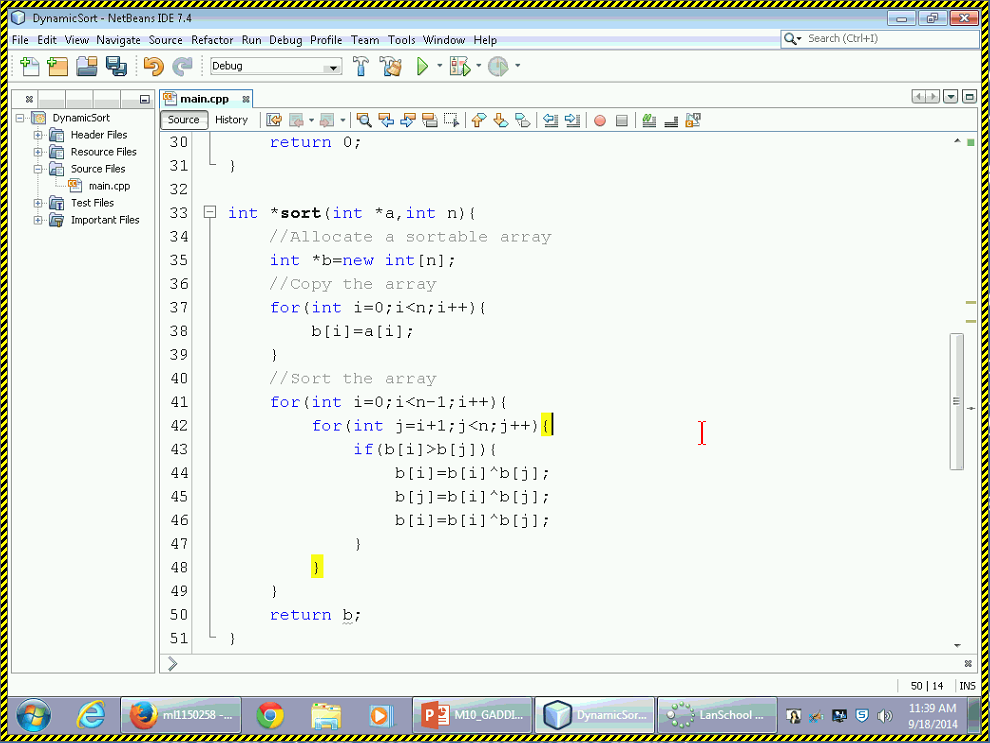 DynamicSort - NetBeans IDE 7.4
File Edit View Navigate Source Refactor Run Debug Profile Team Tools Window Help
Search (Ctrl+I)
Debug
main.cpp
DynamicSort
Header Files
Resource Files
Source Files
main.cpp
Test Files
Important Files
Source History
30 return 0;
31 }
32
33 int *sort(int *a,int n){
34 //Allocate a sortable array
35 int *b=new int[n];
36 //Copy the array
37 for(int i=0;i<n;i++){
38 b[i]=a[i];
39 }
40 //Sort the array
41 for(int i=0;i<n-1;i++){
42 for(int j=i+1;j<n;j++){
43 if(b[i]>b[j]){
44 b[i]=b[i]^b[j];
45 b[j]=b[i]^b[j];
46 b[i]=b[i]^b[j];
47 }
48 }
49 }
50 return b;
51 }
50 | 14 INS
ml1150258 -...
M10_GADDI...
DynamicSor...
LanSchool ...
11:39 AM
9/18/2014